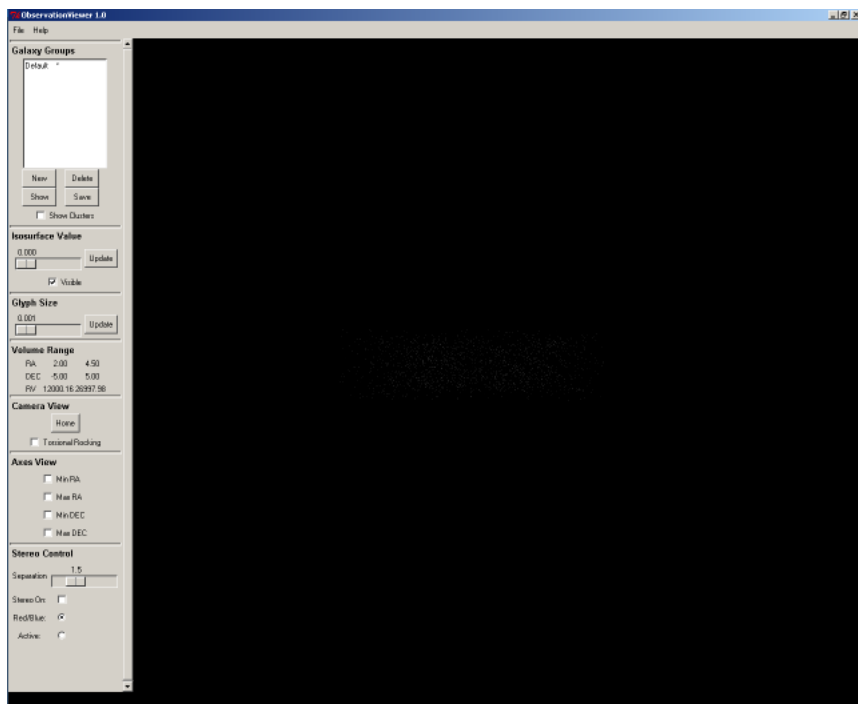 ObservationViewer 1.0
File Help
Galaxy Groups
Default *
New Delete
Show Save
Show Clusters
Isosurface Value
0.000
Update
Visible
Glyph Size
0.001
Update
Volume Range
RA 2.00 4.50
DEC -5.00 5.00
RV 12000.16 26997.98
Camera View
Home
Torsional Rocking
Axes View
Min RA
Max RA
Min DEC
Max DEC
Stereo Control
1.5
Separation
Stereo On:
Red/Blue:
Active: